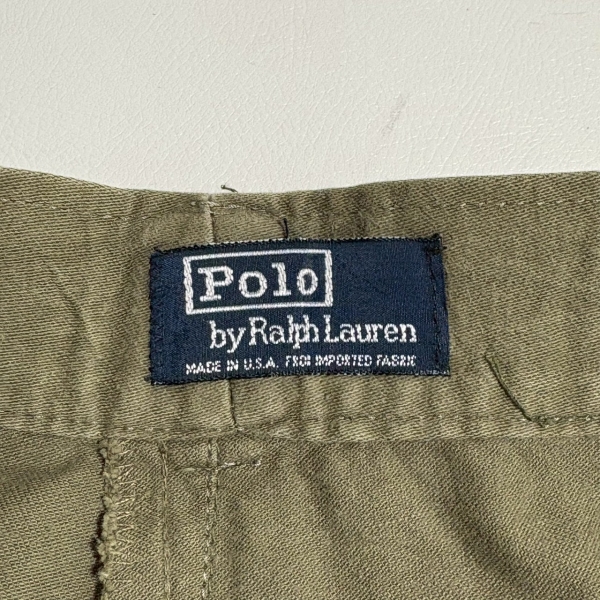 Polo
by Ralph Lauren
MADE IN U.S.A. FROM IMPORTED FABRIC